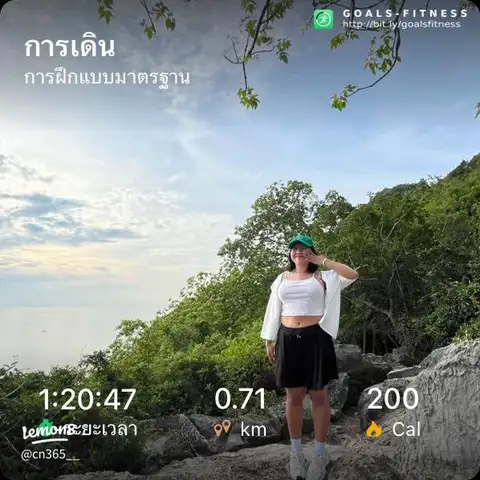 GOALS-FITNESS
http://bit.ly/goalsfitness
การเดิน
การฝึกแบบมาตรฐาน
1:20:47
0.71
200
ระยะเวลา
km
Cal
Lemon8
@cn365__